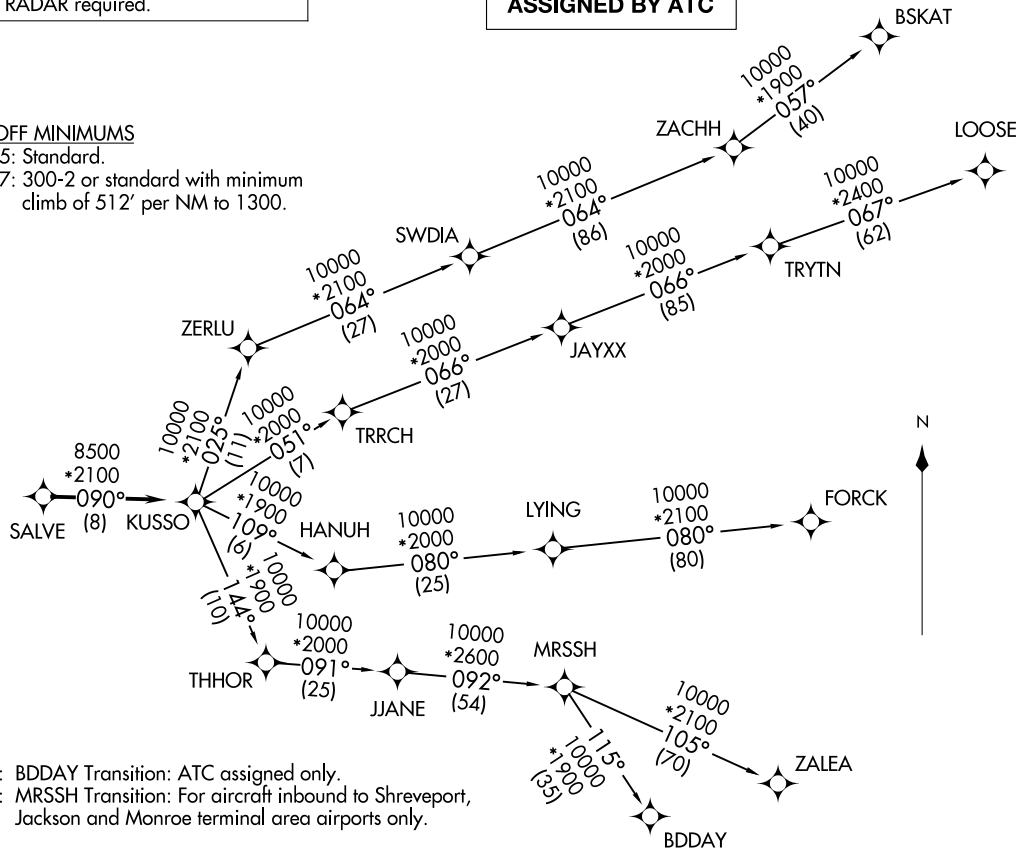 RADAR required.
ASSIGNED BY ATC
BSKAT
10000
*1900
057°
(40)
ZACHH
LOOSE
OFF MINIMUMS
5: Standard.
7: 300-2 or standard with minimum
climb of 512' per NM to 1300.
10000
*2100
064°
(86)
10000
*2400
067°
(62)
SWDIA
10000
*2100
064°
(27)
10000
*2000
066°
(85)
TRYTN
ZERLU
10000
*2000
066°
(27)
JAYXX
10000
*2100
025°
(11)
10000
*2000
051°
(7)
TRRCH
N
8500
*2100
090°
(8)
SALVE
KUSSO
10000
*1900
109°
(6)
HANUH
10000
*2000
080°
(25)
LYING
10000
*2100
080°
(80)
FORCK
10000
*1900
144°
(10)
THHOR
10000
*2000
091°
(25)
JJANE
10000
*2600
092°
(54)
MRSSH
10000
*2100
105°
(70)
ZALEA
115°
10000
*1900
(35)
BDDAY
: BDDAY Transition: ATC assigned only.
: MRSSH Transition: For aircraft inbound to Shreveport,
Jackson and Monroe terminal area airports only.